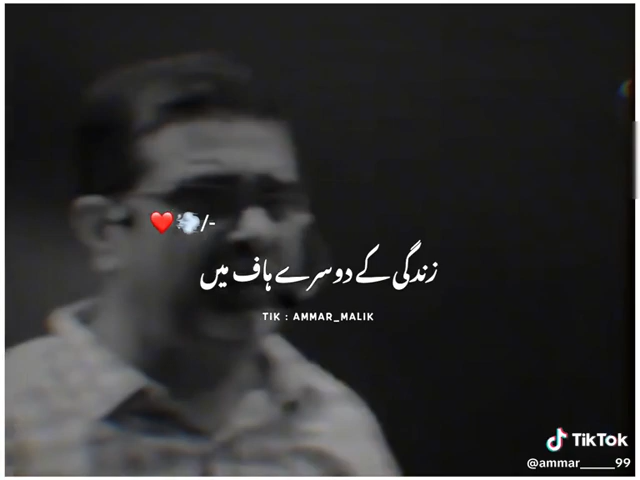 ❤️💨/-
زندگی کے دوسرے ہاف میں
TIK : AMMAR_MALIK
TikTok
@ammar_____99